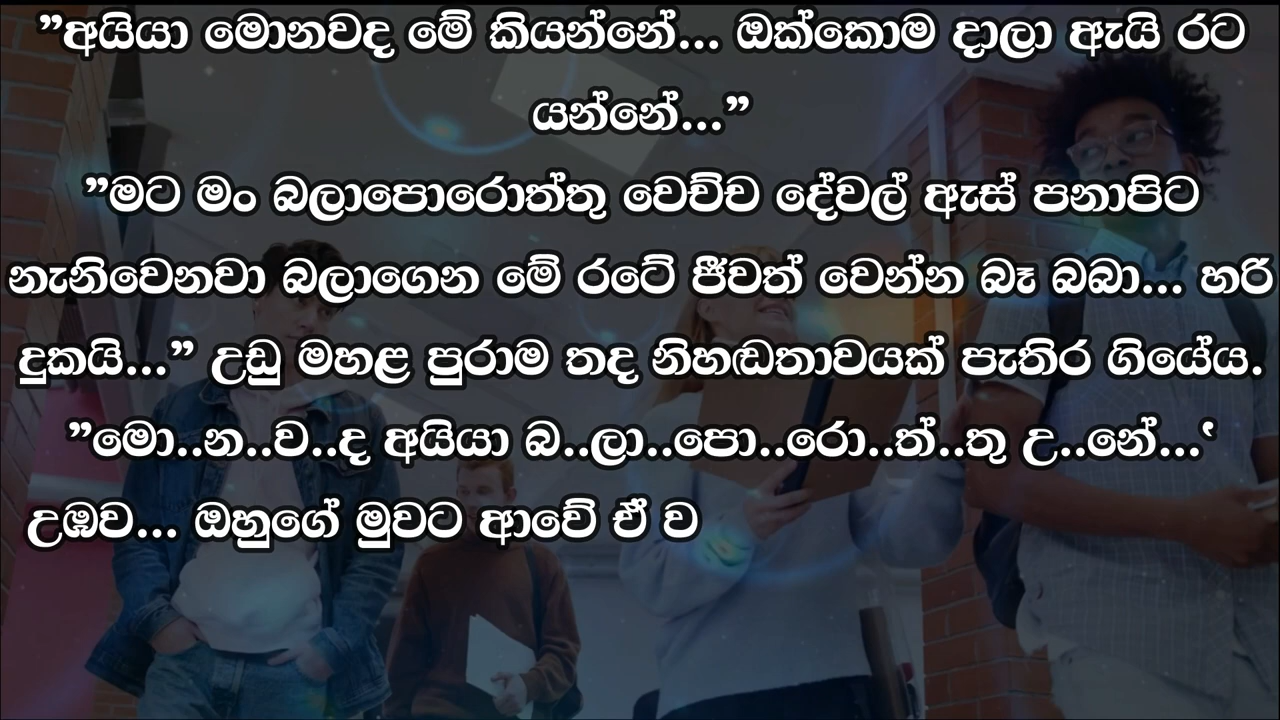 ”අයියා මොනවද මේ කියන්නේ... ඔක්කොම දාලා ඇයි රට
යන්නේ...”
”මට මං බලාපොරොත්තු වෙච්ච දේවල් ඇස් පනාපිට
නැනිවෙනවා බලාගෙන මේ රටේ ජීවත් වෙන්න බෑ බබා... හරි
දුකයි...” උඩු මහළ පුරාම තද නිහඬතාවයක් පැතිර ගියේය.
”මො..න..ව..ද අයියා බ..ලා..පො..රො..ත්..තු උ..නේ...‛
උඹව... ඔහුගේ මුවට ආවේ ඒ ව